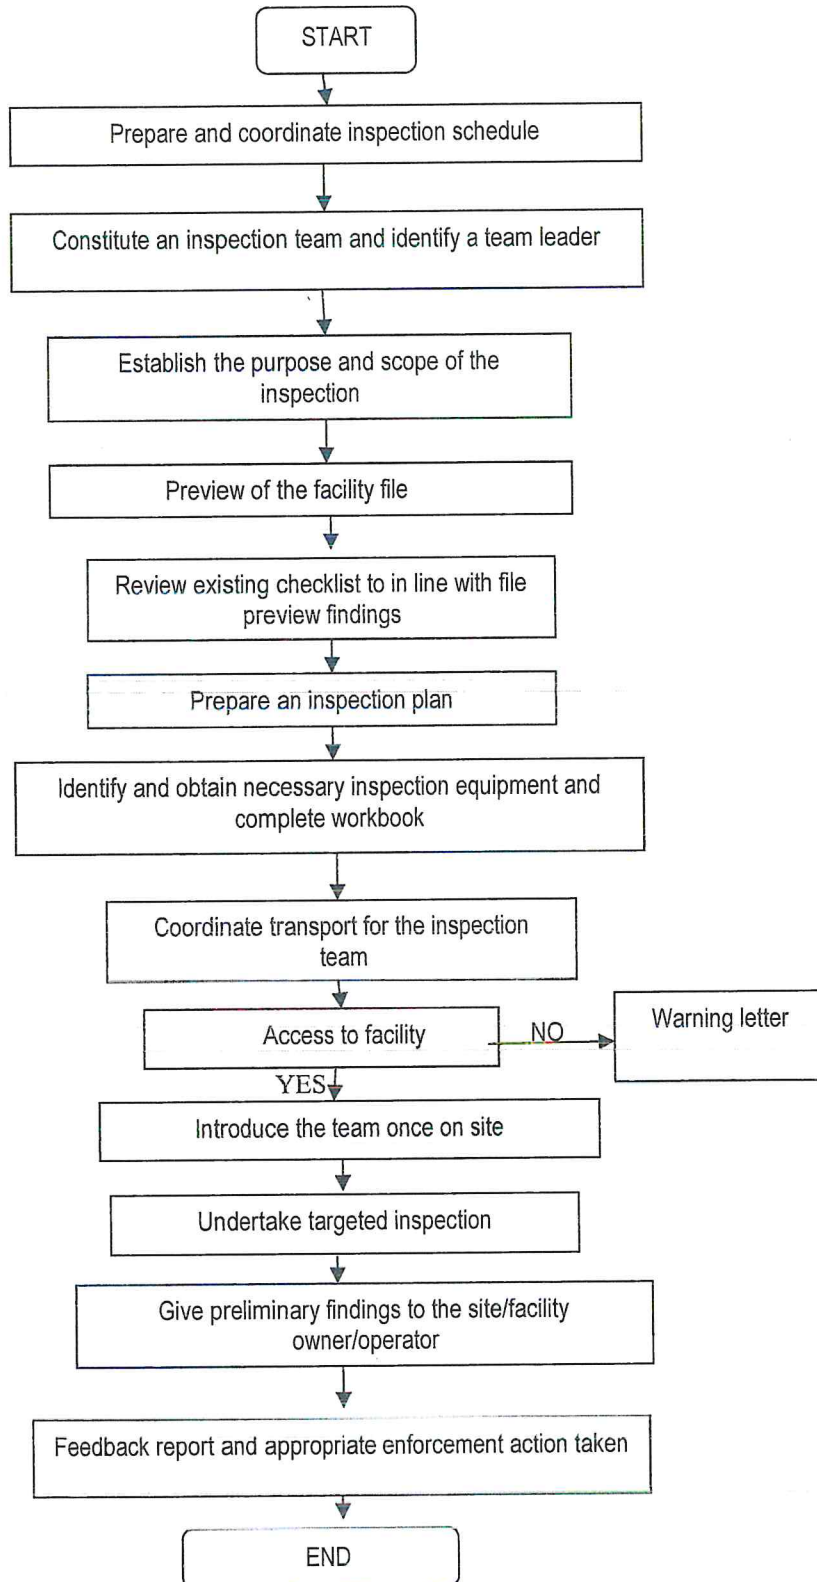 START
Prepare and coordinate inspection schedule
Constitute an inspection team and identify a team leader
Establish the purpose and scope of the
inspection
Preview of the facility file
Review existing checklist to in line with file
preview findings
Prepare an inspection plan
Identify and obtain necessary inspection equipment and
complete workbook
Coordinate transport for the inspection
team
Access to facility
NO
Warning letter
YES
Introduce the team once on site
Undertake targeted inspection
Give preliminary findings to the site/facility
owner/operator
Feedback report and appropriate enforcement action taken
END